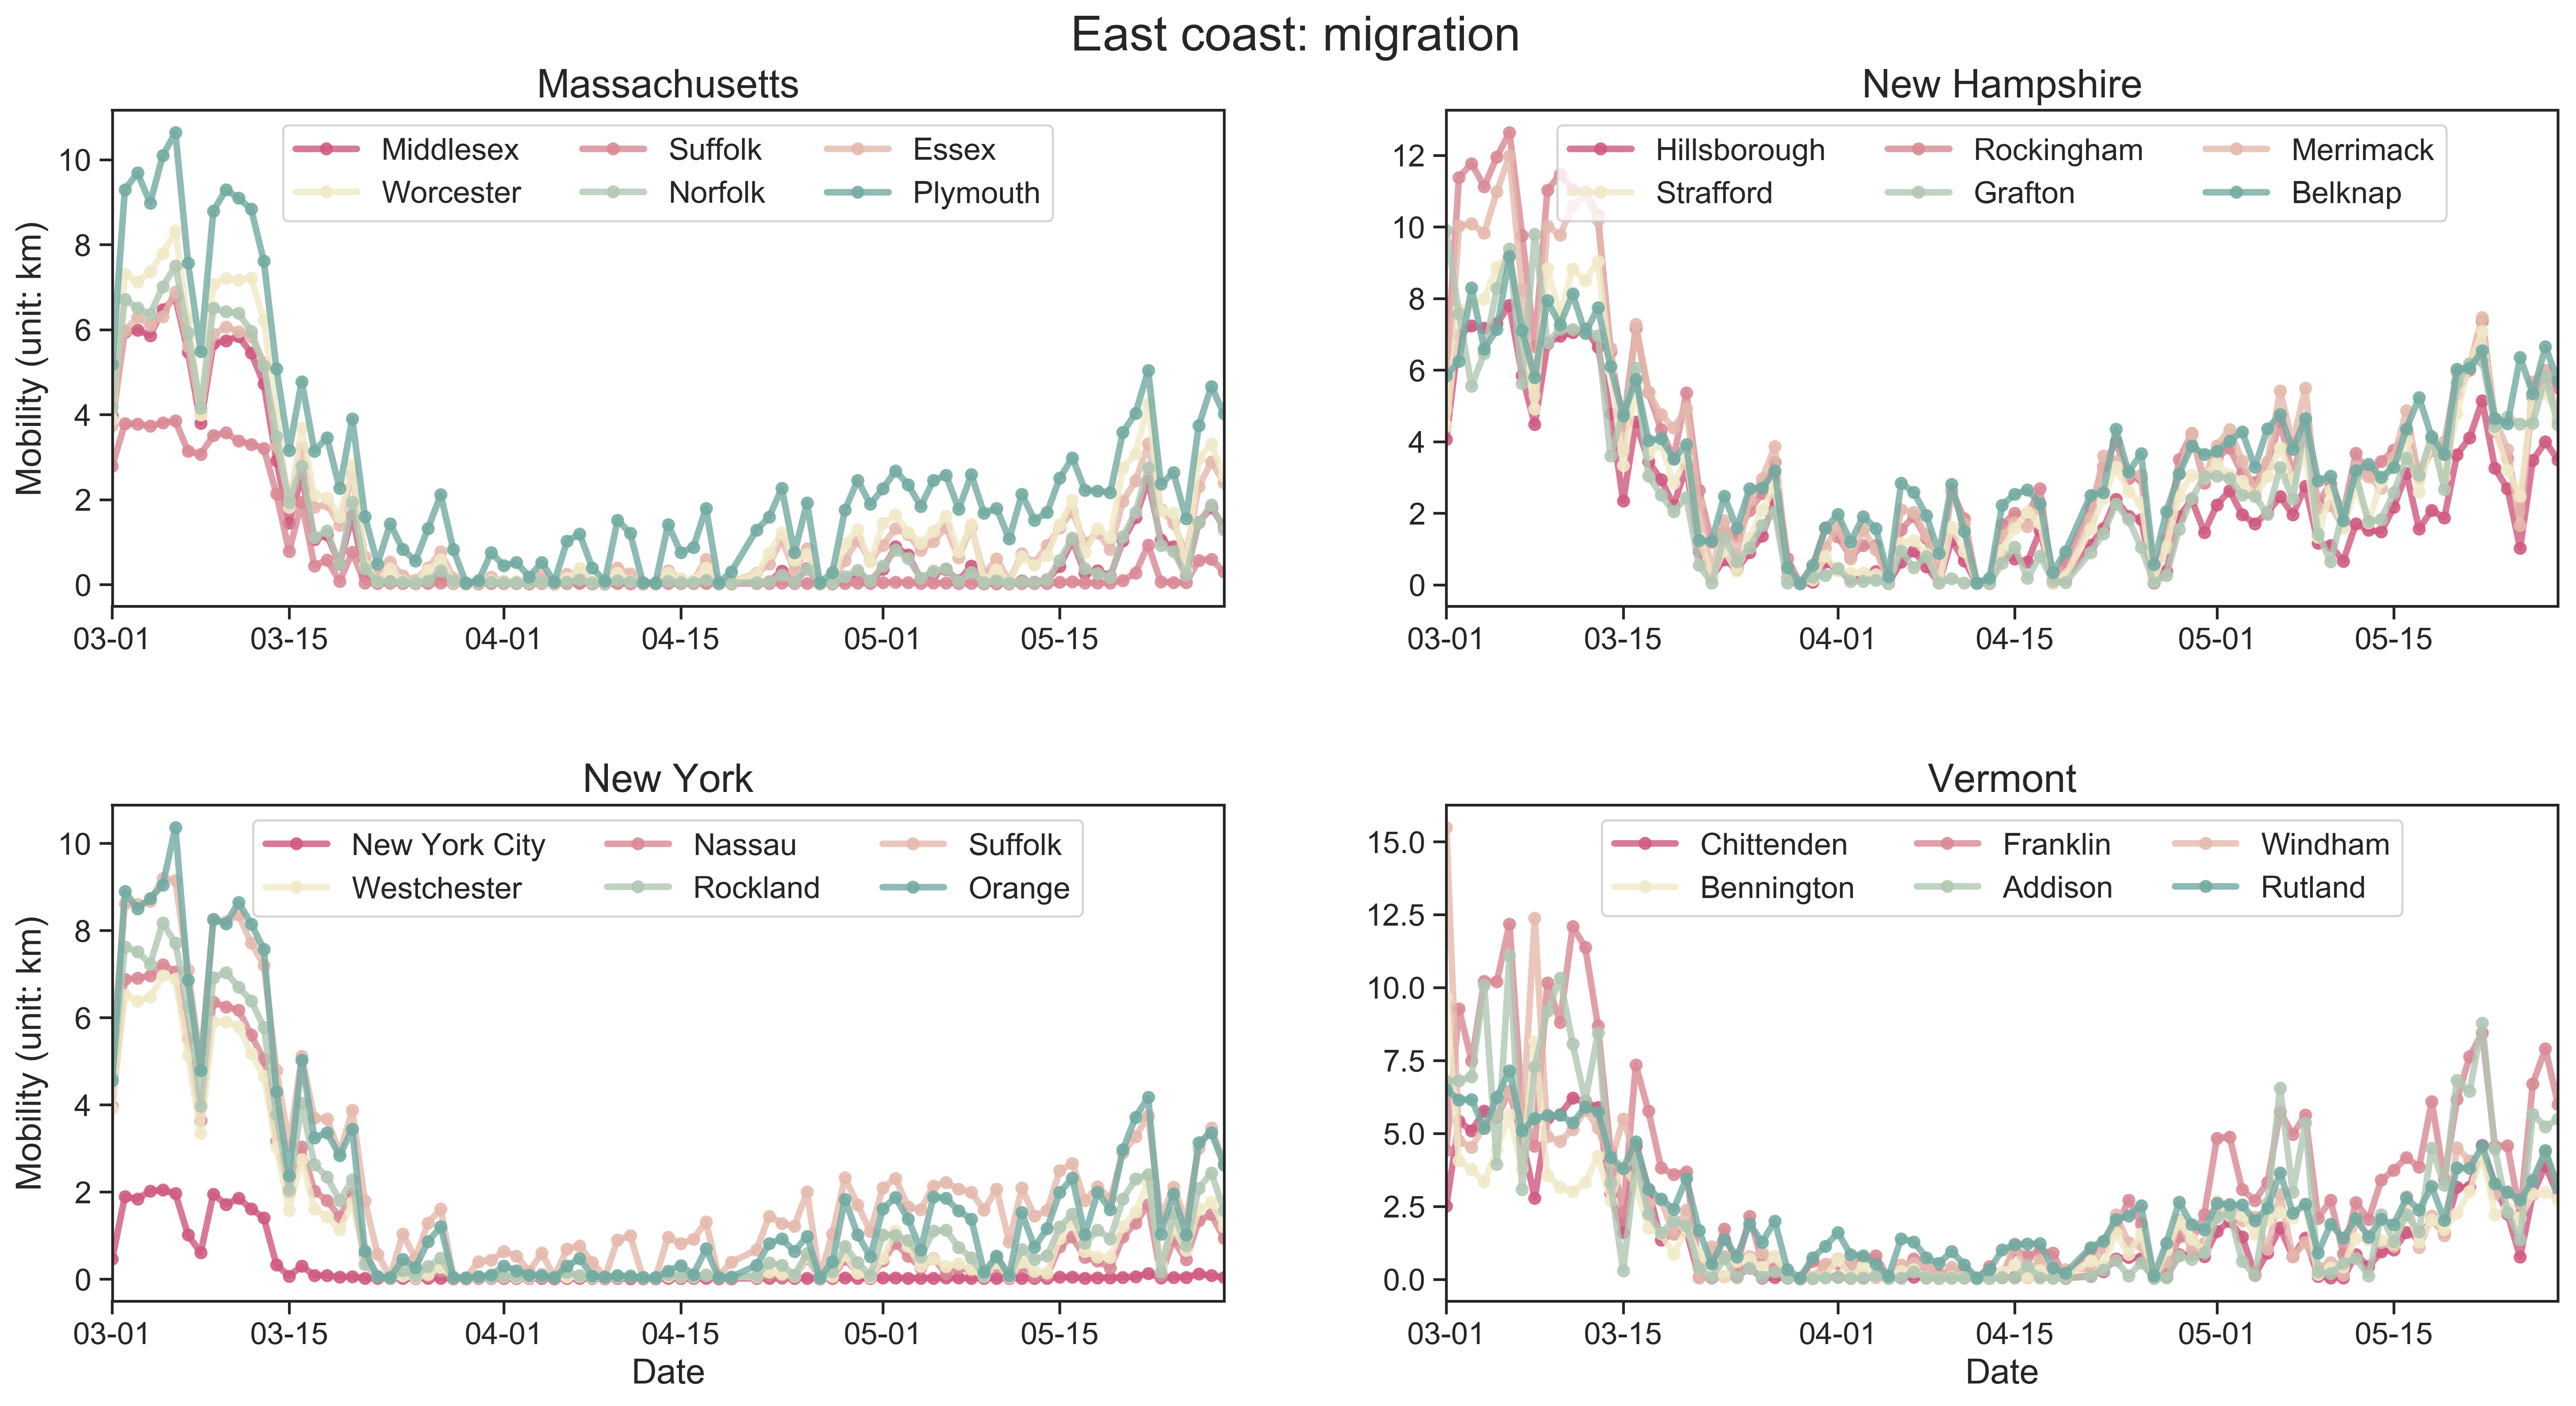 East coast: migration
Massachusetts
Mobility (unit: km)
10
8
6
4
2
0
Middlesex Suffolk Essex
Worcester Norfolk Plymouth
03-01 03-15 04-01 04-15 05-01 05-15
New Hampshire
12
10
8
6
4
2
0
Hillsborough Rockingham Merrimack
Strafford Grafton Belknap
03-01 03-15 04-01 04-15 05-01 05-15
New York
Mobility (unit: km)
10
8
6
4
2
0
New York City Nassau Suffolk
Westchester Rockland Orange
03-01 03-15 04-01 04-15 05-01 05-15
Date
Vermont
15.0
12.5
10.0
7.5
5.0
2.5
0.0
Chittenden Franklin Windham
Bennington Addison Rutland
03-01 03-15 04-01 04-15 05-01 05-15
Date